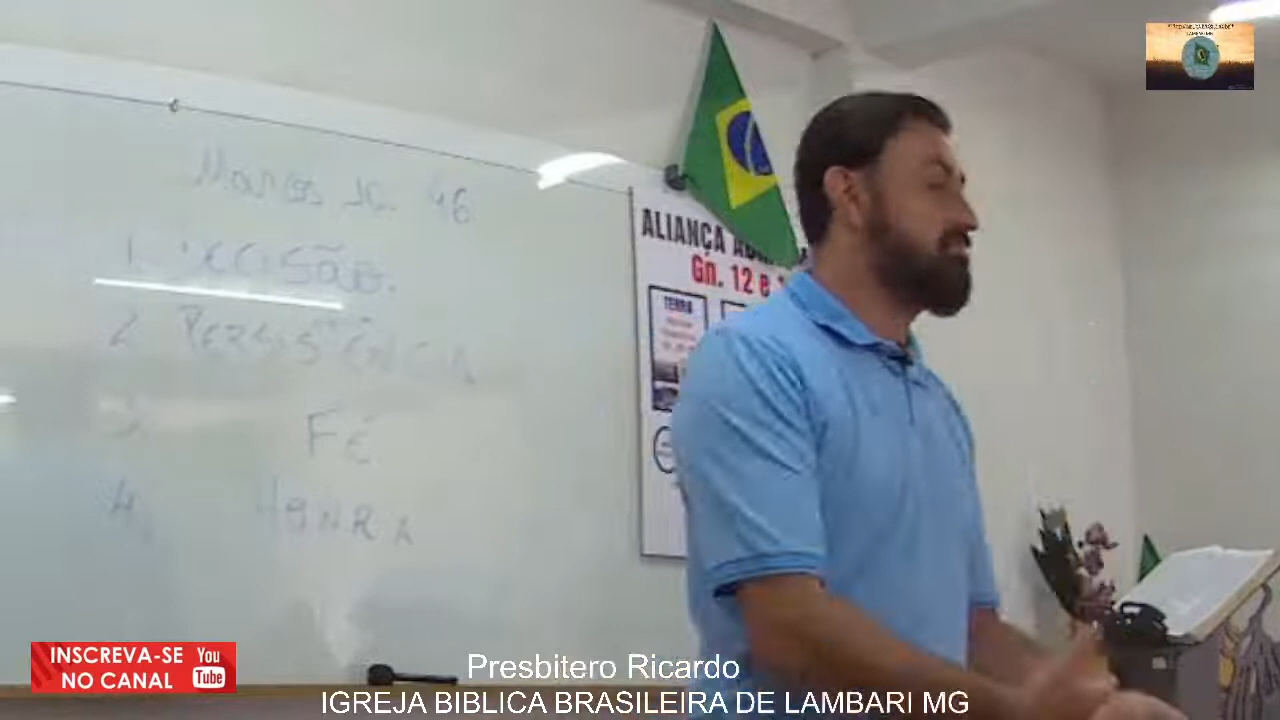 Marcos 10. 46
1. DECISÃO.
2. PERSISTÊNCIA
3. FÉ
4. HONRA
ALIANÇA
Gn. 12 e
TERRA
INSCREVA-SE
NO CANAL
You
Tube
Presbitero Ricardo
IGREJA BIBLICA BRASILEIRA DE LAMBARI MG